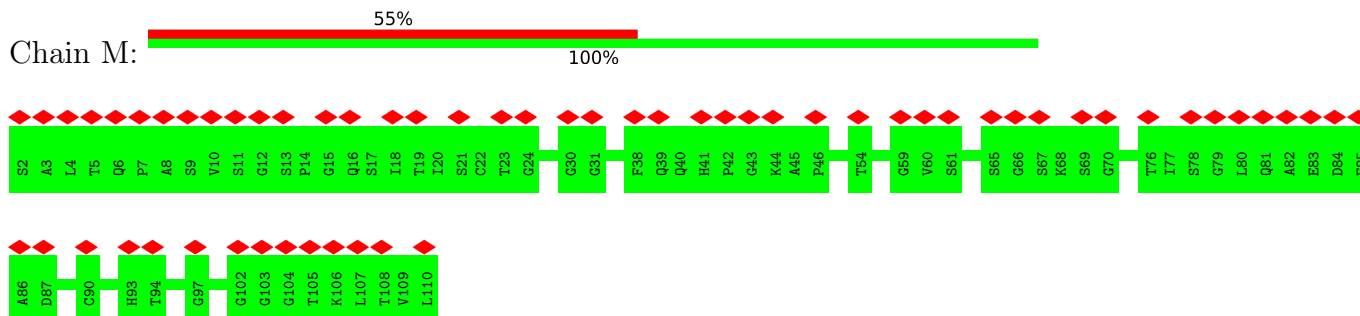 55%
Chain M:
100%
S2 A3 L4 T5 Q6 P7 A8 S9 V10 S11 G12 S13 P14 G15 Q16 S17 I18 T19 I20 S21 C22 T23 G24 G30 G31 F38 Q39 Q40 H41 P42 G43 K44 A45 P46 T54 G59 V60 S61 S65 G66 S67 K68 S69 G70 T76 I77 S78 G79 L80 Q81 A82 E83 D84
A86 D87 C90 H93 T94 G97 G102 G103 G104 T105 K106 L107 T108 V109 L110